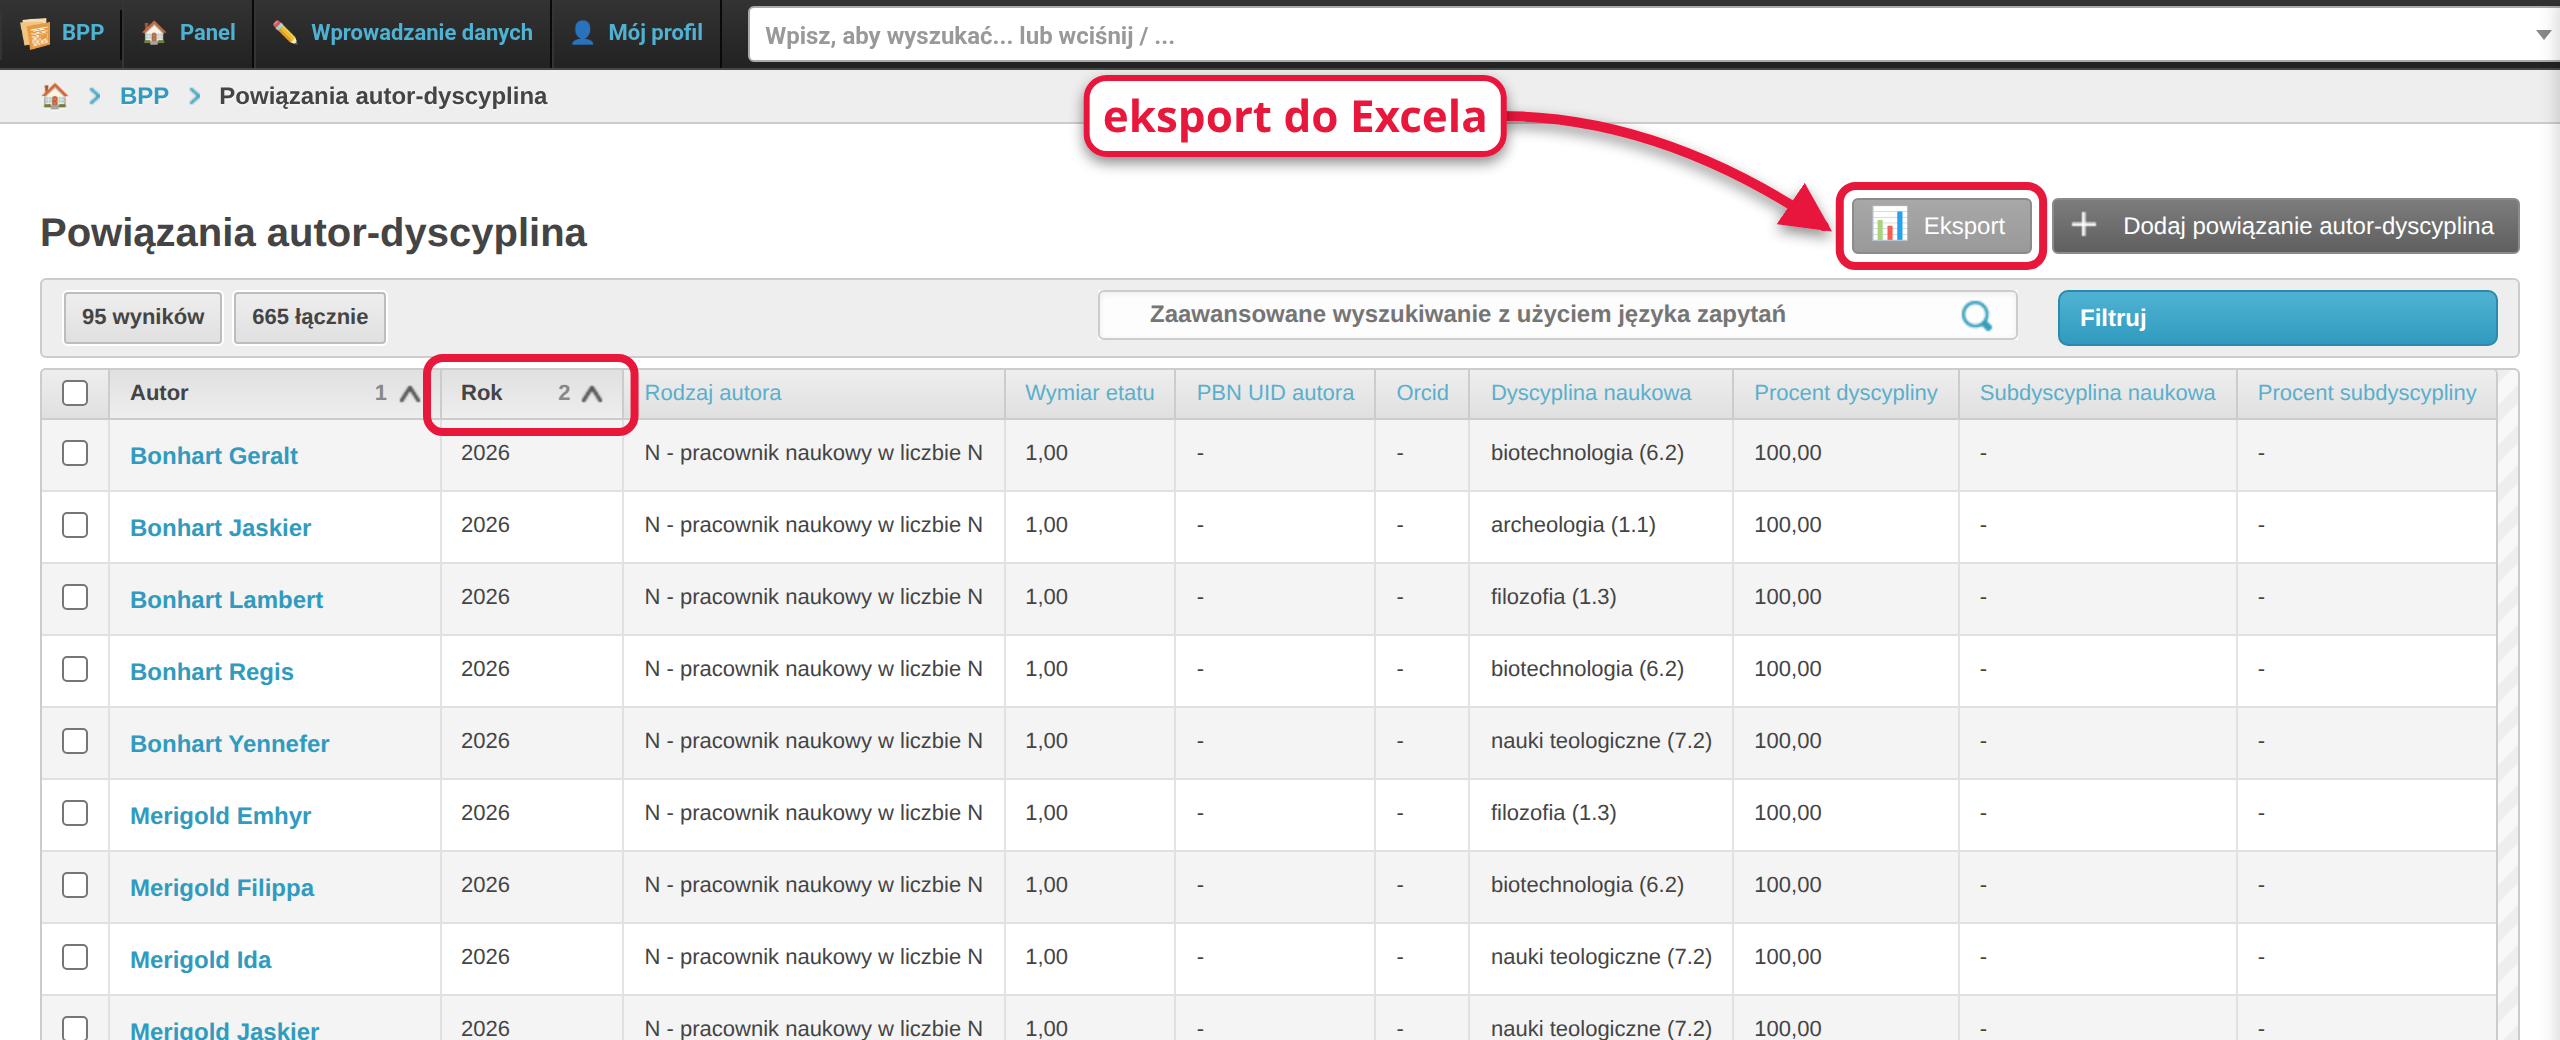 BPP Panel Wprowadzanie danych Mój profil Wpisz, aby wyszukać... lub wciśnij / ...
BPP Powiązania autor-dyscyplina
eksport do Excela
Powiązania autor-dyscyplina
Eksport
Dodaj powiązanie autor-dyscyplina
95 wyników 665 łącznie
Zaawansowane wyszukiwanie z użyciem języka zapytań
Filtruj
Autor 1 Rok 2 Rodzaj autora Wymiar etatu PBN UID autora Orcid Dyscyplina naukowa Procent dyscypliny Subdyscyplina naukowa Procent subdyscypliny
Bonhart Geralt 2026 N - pracownik naukowy w liczbie N 1,00 - - biotechnologia (6.2) 100,00 - -
Bonhart Jaskier 2026 N - pracownik naukowy w liczbie N 1,00 - - archeologia (1.1) 100,00 - -
Bonhart Lambert 2026 N - pracownik naukowy w liczbie N 1,00 - - filozofia (1.3) 100,00 - -
Bonhart Regis 2026 N - pracownik naukowy w liczbie N 1,00 - - biotechnologia (6.2) 100,00 - -
Bonhart Yennefer 2026 N - pracownik naukowy w liczbie N 1,00 - - nauki teologiczne (7.2) 100,00 - -
Merigold Emhyr 2026 N - pracownik naukowy w liczbie N 1,00 - - filozofia (1.3) 100,00 - -
Merigold Filippa 2026 N - pracownik naukowy w liczbie N 1,00 - - biotechnologia (6.2) 100,00 - -
Merigold Ida 2026 N - pracownik naukowy w liczbie N 1,00 - - nauki teologiczne (7.2) 100,00 - -
Merigold Jaskier 2026 N - pracownik naukowy w liczbie N 1,00 - - nauki teologiczne (7.2) 100,00 - -